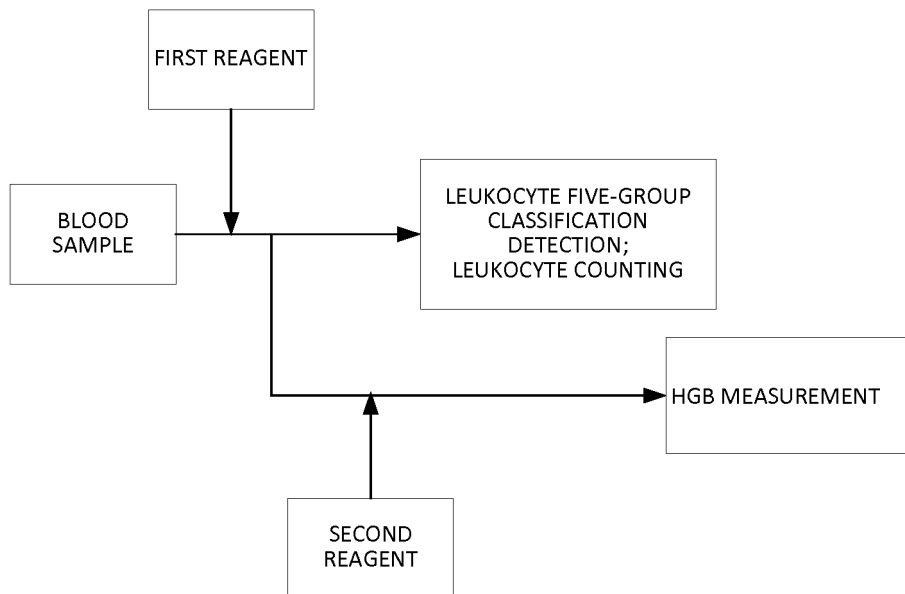 FIRST REAGENT
BLOOD
SAMPLE
LEUKOCYTE FIVE-GROUP
CLASSIFICATION
DETECTION;
LEUKOCYTE COUNTING
HGB MEASUREMENT
SECOND
REAGENT